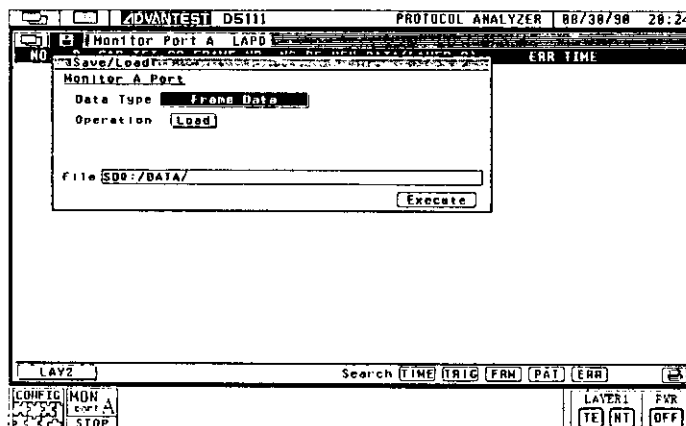 ADVANTEST D5111 PROTOCOL ANALYZER 08/30/90 20:24
Monitor Port A LAPD
NO ERR TIME
Save/Load
Monitor A Port
Data Type Frame Data
Operation Load
File SD0:/DATA/
Execute
LAY2 Search TIME TRIG FRM PAT ERR
CONFIG MON Port A STOP LAYER1 TE NT PWR OFF